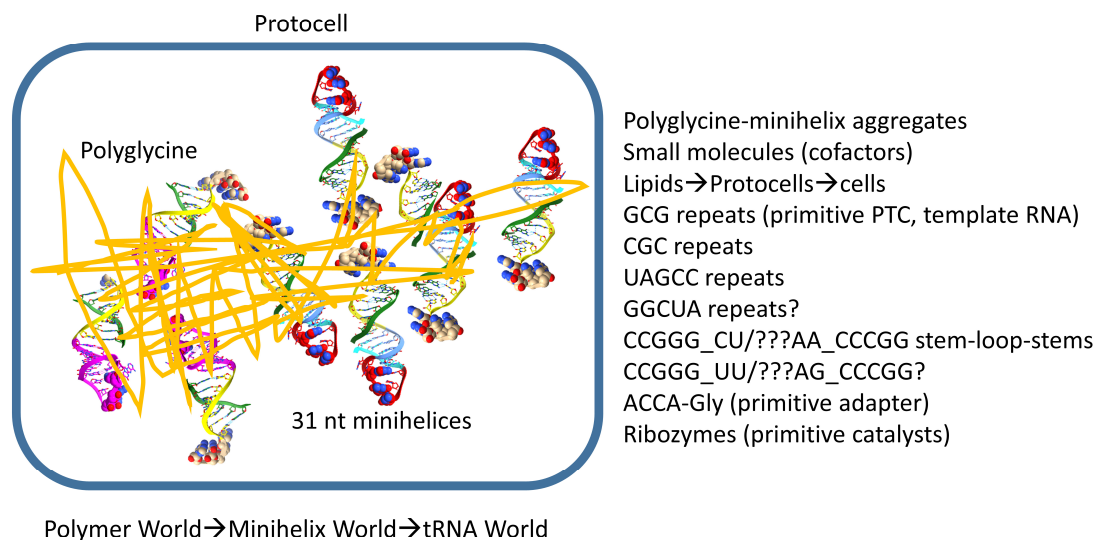 Protocell
Polyglycine
31 nt minihelices
Polyglycine-minihelix aggregates
Small molecules (cofactors)
Lipids→Protocells→cells
GCG repeats (primitive PTC, template RNA)
CGC repeats
UAGCC repeats
GGCUA repeats?
CCGGG_CU/???AA_CCCGG stem-loop-stems
CCGGG_UU/???AG_CCCGG?
ACCA-Gly (primitive adapter)
Ribozymes (primitive catalysts)
Polymer World→Minihelix World→tRNA World